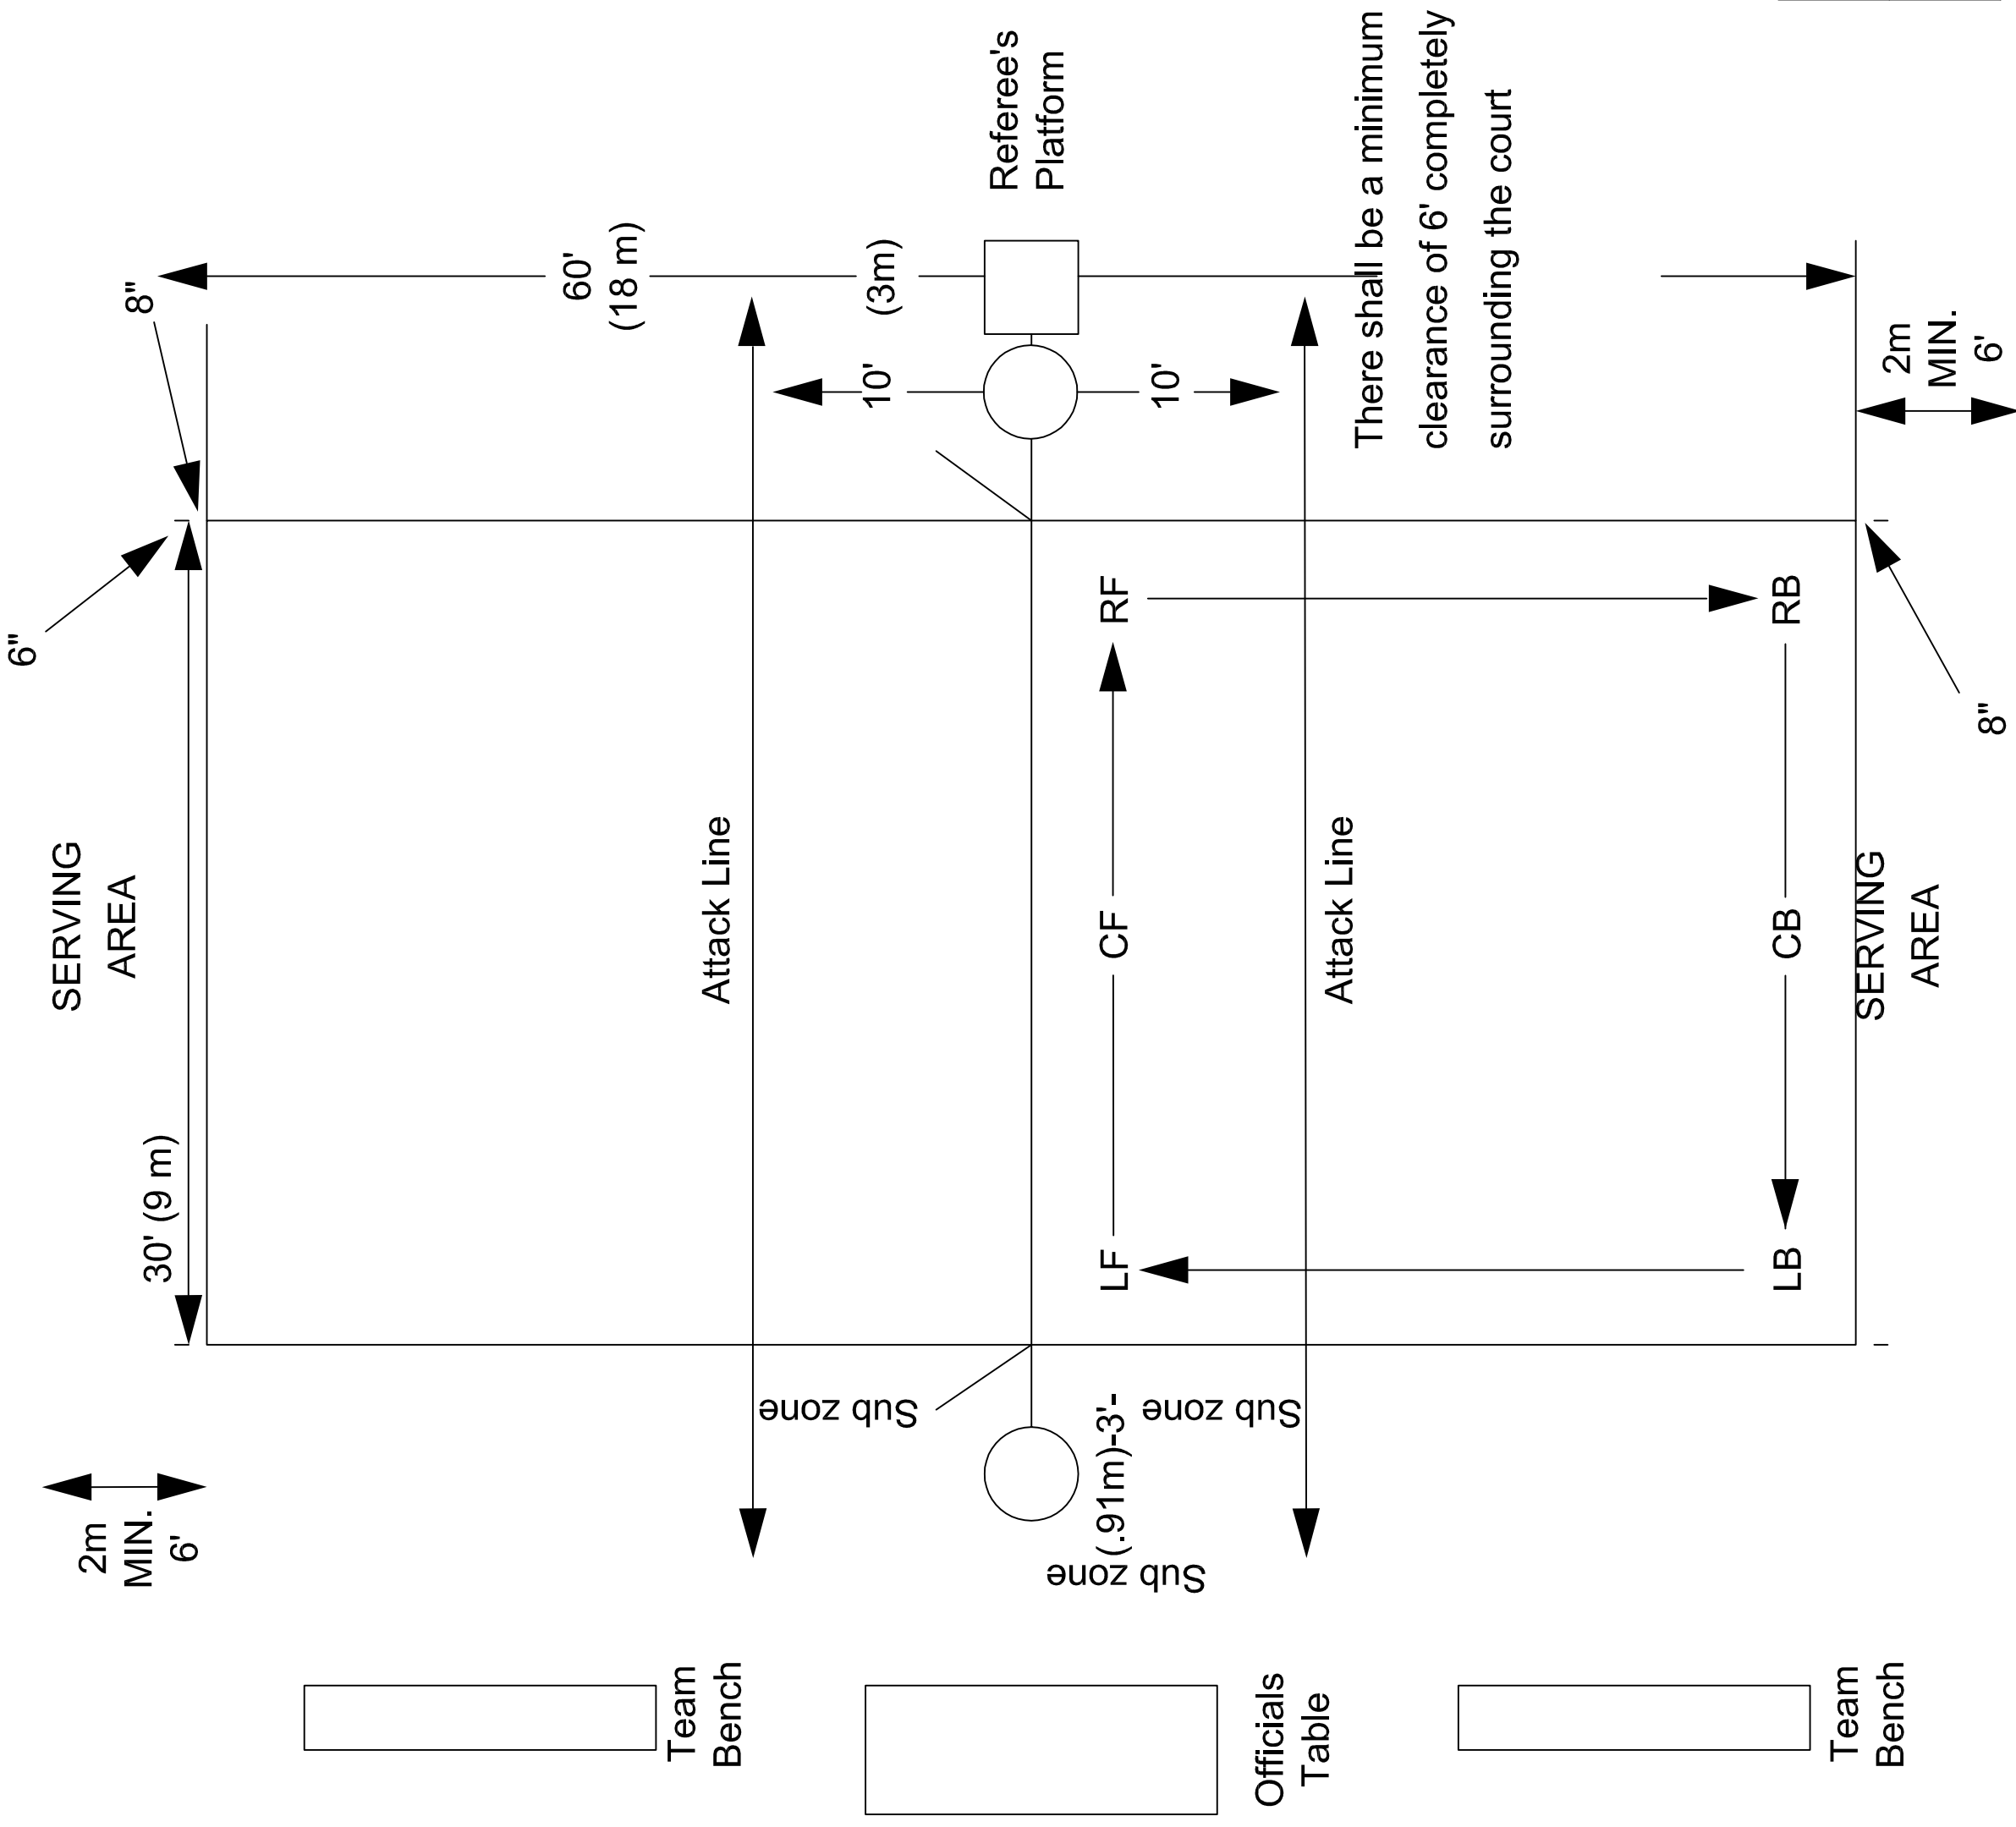 6"
8"
SERVING
AREA
30' (9 m)
2m
MIN.
6'
60'
(18 m)
(3m)
10'
10'
Referee's
Platform
There shall be a minimum
clearance of 6' completely
surrounding the court
2m
MIN.
6'
8"
Attack Line
Attack Line
RF
CF
LF
RB
CB
LB
SERVING
AREA
Sub zone
Sub zone
(.91m)-3'-
Sub zone
Team
Bench
Officials
Table
Team
Bench